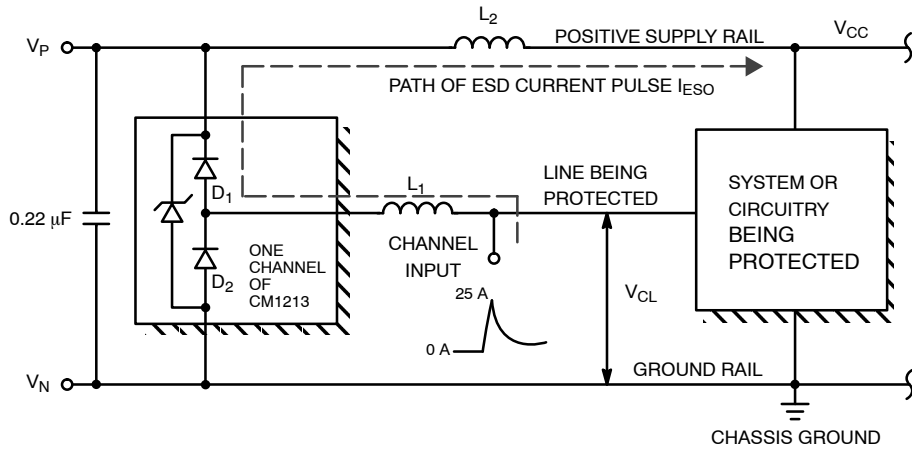 L2
VP
POSITIVE SUPPLY RAIL
VCC
PATH OF ESD CURRENT PULSE IESO
D1
L1
LINE BEING
PROTECTED
SYSTEM OR
CIRCUITRY
BEING
PROTECTED
0.22 μF
ONE
CHANNEL
OF
CM1213
D2
CHANNEL
INPUT
25 A
0 A
VCL
VN
GROUND RAIL
CHASSIS GROUND